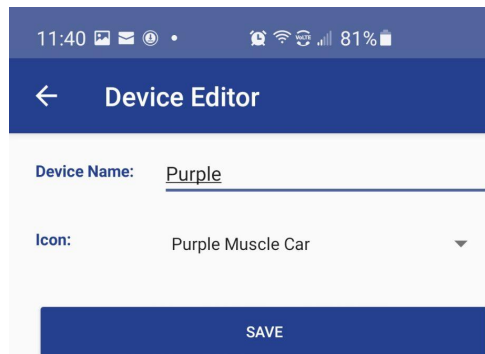 11:40 81%
Device Editor
Device Name: Purple
Icon: Purple Muscle Car
SAVE